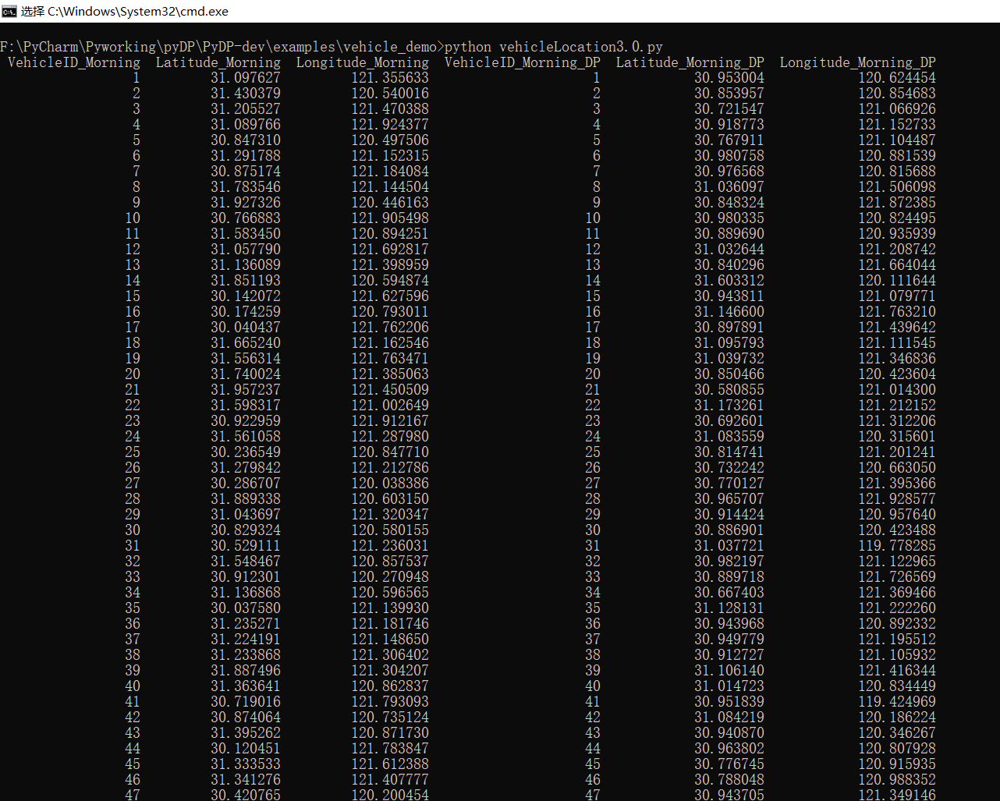 选择 C:\Windows\System32\cmd.exe
F:\PyCharm\Pyworking\pyDP\PyDP-dev\examples\vehicle_demo>python vehicleLocation3.0.py
VehicleID_Morning Latitude_Morning Longitude_Morning VehicleID_Morning_DP Latitude_Morning_DP Longitude_Morning_DP
1 31.097627 121.355633 1 30.953004 120.624454
2 31.430379 120.540016 2 30.853957 120.854683
3 31.205527 121.470388 3 30.721547 121.066926
4 31.089766 121.924377 4 30.918773 121.152733
5 30.847310 120.497506 5 30.767911 121.104487
6 31.291788 121.152315 6 30.980758 120.881539
7 30.875174 121.184084 7 30.976568 120.815688
8 31.783546 121.144504 8 31.036097 121.506098
9 31.927326 120.446163 9 30.848324 121.872385
10 30.766883 121.905498 10 30.980335 120.824495
11 31.583450 120.894251 11 30.889690 120.935939
12 31.057790 121.692817 12 31.032644 121.208742
13 31.136089 121.398959 13 30.840296 121.664044
14 31.851193 120.594874 14 31.603312 120.111644
15 30.142072 121.627596 15 30.943811 121.079771
16 30.174259 120.793011 16 31.146600 121.763210
17 30.040437 121.762206 17 30.897891 121.439642
18 31.665240 121.162546 18 31.095793 121.111545
19 31.556314 121.763471 19 31.039732 121.346836
20 31.740024 121.385063 20 30.850466 120.423604
21 31.957237 121.450509 21 30.580855 121.014300
22 31.598317 121.002649 22 31.173261 121.212152
23 30.922959 121.912167 23 30.692601 121.312206
24 31.561058 121.287980 24 31.083559 120.315601
25 30.236549 120.847710 25 30.814741 121.201241
26 31.279842 121.212786 26 30.732242 120.663050
27 30.286707 120.038386 27 30.770127 121.395366
28 31.889338 120.603150 28 30.965707 121.928577
29 31.043697 121.320347 29 30.914424 120.957640
30 30.829324 120.580155 30 30.886901 120.423488
31 30.529111 121.236031 31 31.037721 119.778285
32 31.548467 120.857537 32 30.982197 121.122965
33 30.912301 120.270948 33 30.889718 121.726569
34 31.136868 120.596565 34 30.667403 121.369466
35 30.037580 121.139930 35 31.128131 121.222260
36 31.235271 121.181746 36 30.943968 120.892332
37 31.224191 121.148650 37 30.949779 121.195512
38 31.233868 121.306402 38 30.912727 121.105932
39 31.887496 121.304207 39 31.106140 121.416344
40 31.363641 120.862837 40 31.014723 120.834449
41 30.719016 121.793093 41 30.951839 119.424969
42 30.874064 120.735124 42 31.084219 120.186224
43 31.395262 120.871730 43 30.940870 120.346267
44 30.120451 121.783847 44 30.963802 120.807928
45 31.333533 121.612388 45 30.776745 120.915935
46 31.341276 121.407777 46 30.788048 120.988352
47 30.420765 120.200454 47 30.943705 121.349146